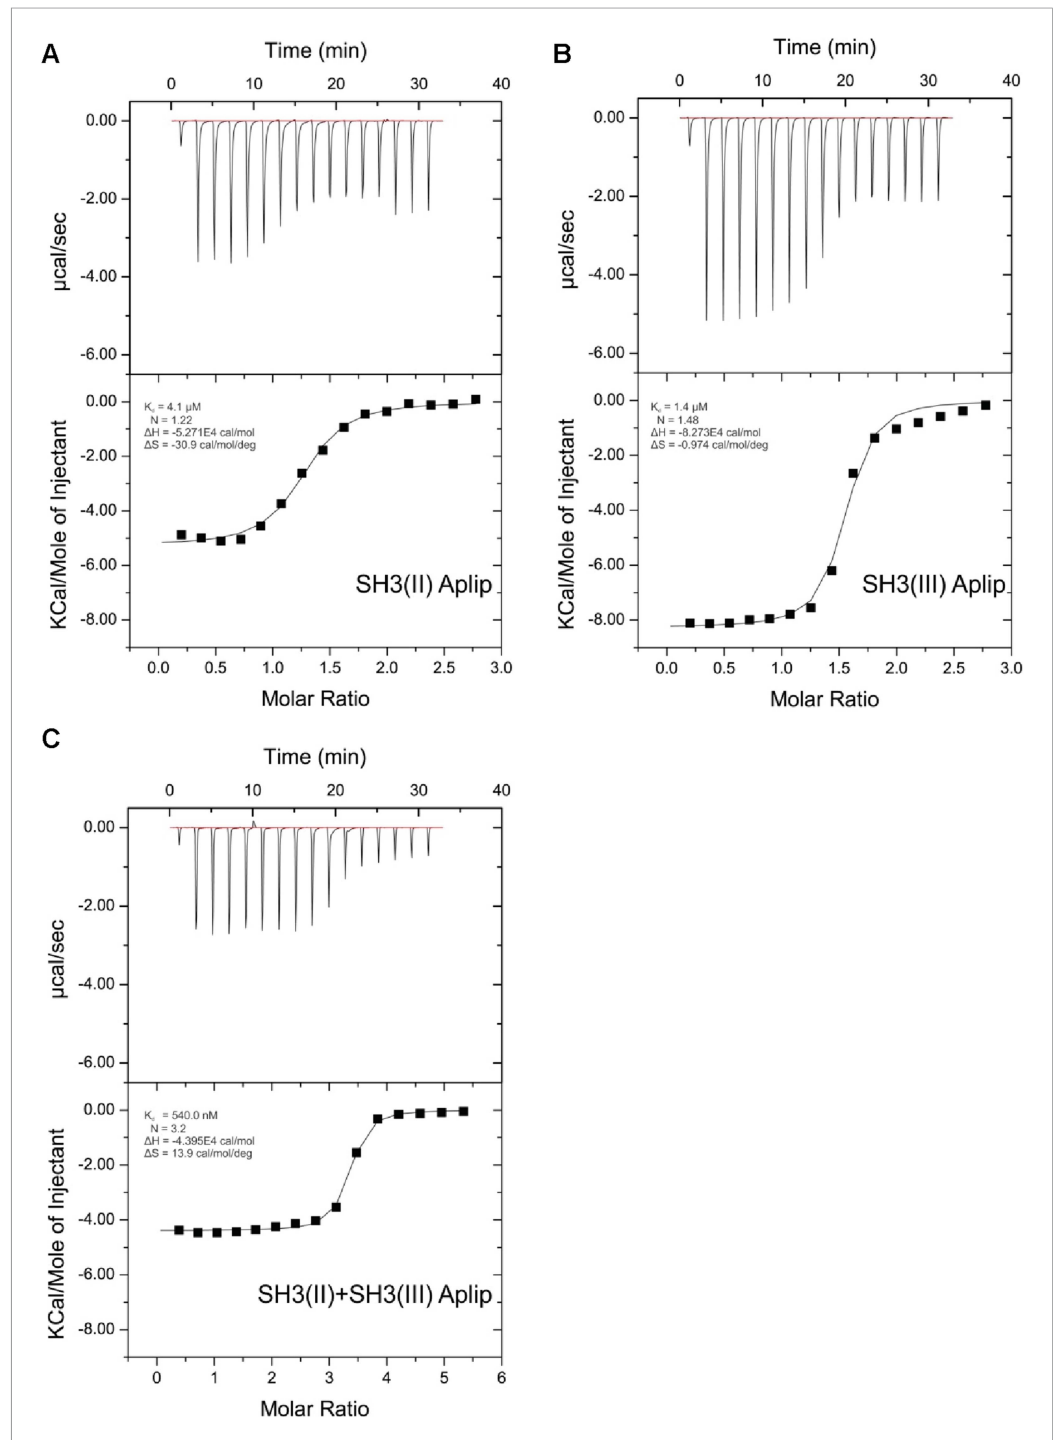 A
Time (min)
0 10 20 30 40
0.00
-2.00
-4.00
-6.00
µcal/sec
0.00
-2.00
-4.00
-6.00
-8.00
KCal/Mole of Injectant
Kd = 4.1 µM
N = 1.22
ΔH = -5.271E4 cal/mol
ΔS = -30.9 cal/mol/deg
SH3(II) Aplip
0.0 0.5 1.0 1.5 2.0 2.5 3.0
Molar Ratio
B
Time (min)
0 10 20 30 40
0.00
-2.00
-4.00
-6.00
µcal/sec
0.00
-2.00
-4.00
-6.00
-8.00
KCal/Mole of Injectant
Kd = 1.4 µM
N = 1.48
ΔH = -8.273E4 cal/mol
ΔS = -0.974 cal/mol/deg
SH3(III) Aplip
0.0 0.5 1.0 1.5 2.0 2.5 3.0
Molar Ratio
C
Time (min)
0 10 20 30 40
0.00
-2.00
-4.00
-6.00
µcal/sec
0.00
-2.00
-4.00
-6.00
-8.00
KCal/Mole of Injectant
Kd = 540.0 nM
N = 3.2
ΔH = -4.395E4 cal/mol
ΔS = 13.9 cal/mol/deg
SH3(II)+SH3(III) Aplip
0 1 2 3 4 5 6
Molar Ratio